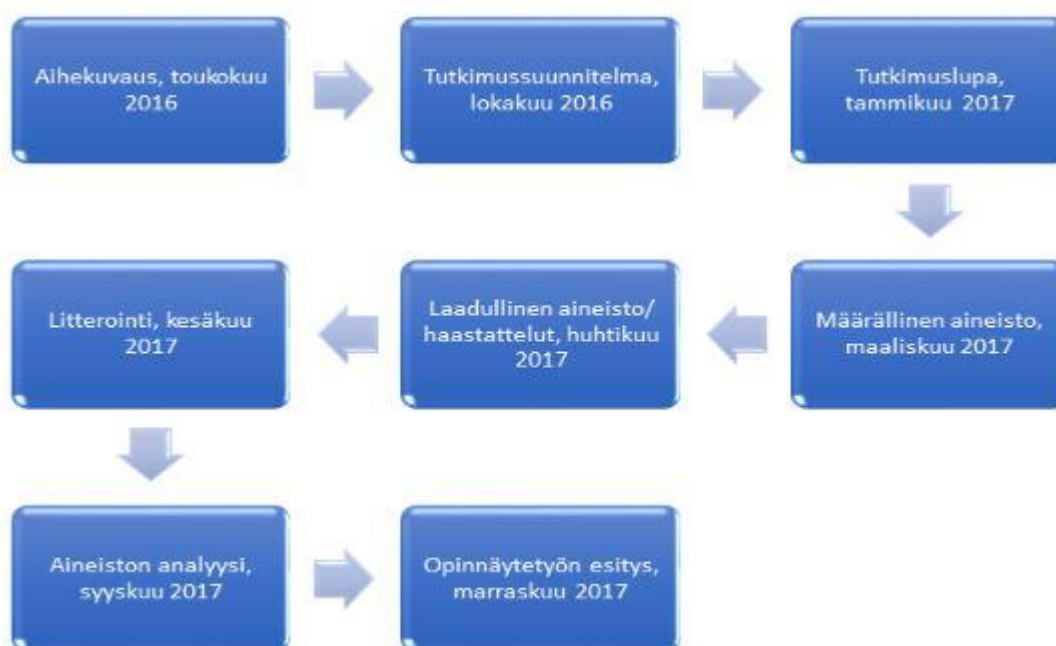 Aihekuvaus, toukokuu
2016
Tutkimussuunnitelma,
lokakuu 2016
Tutkimuslupa,
tammikuu 2017
Määrällinen aineisto,
maaliskuu 2017
Laadullinen aineisto/
haastattelut, huhtikuu
2017
Litterointi, kesäkuu
2017
Aineiston analyysi,
syyskuu 2017
Opinnäytetyön esitys,
marraskuu 2017